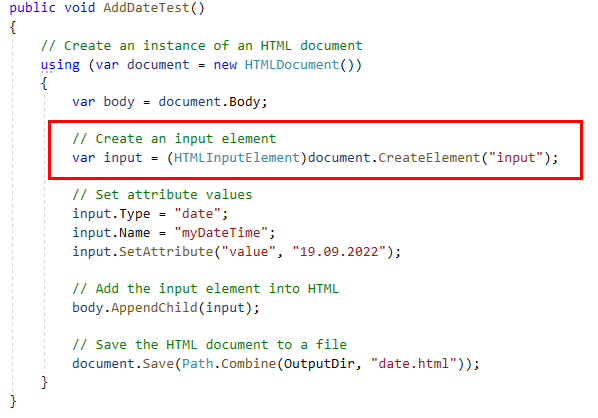 public void AddDateTest()
{
// Create an instance of an HTML document
using (var document = new HTMLDocument())
{
var body = document.Body;
// Create an input element
var input = (HTMLInputElement)document.CreateElement("input");
// Set attribute values
input.Type = "date";
input.Name = "myDateTime";
input.SetAttribute("value", "19.09.2022");
// Add the input element into HTML
body.AppendChild(input);
// Save the HTML document to a file
document.Save(Path.Combine(OutputDir, "date.html"));
}
}